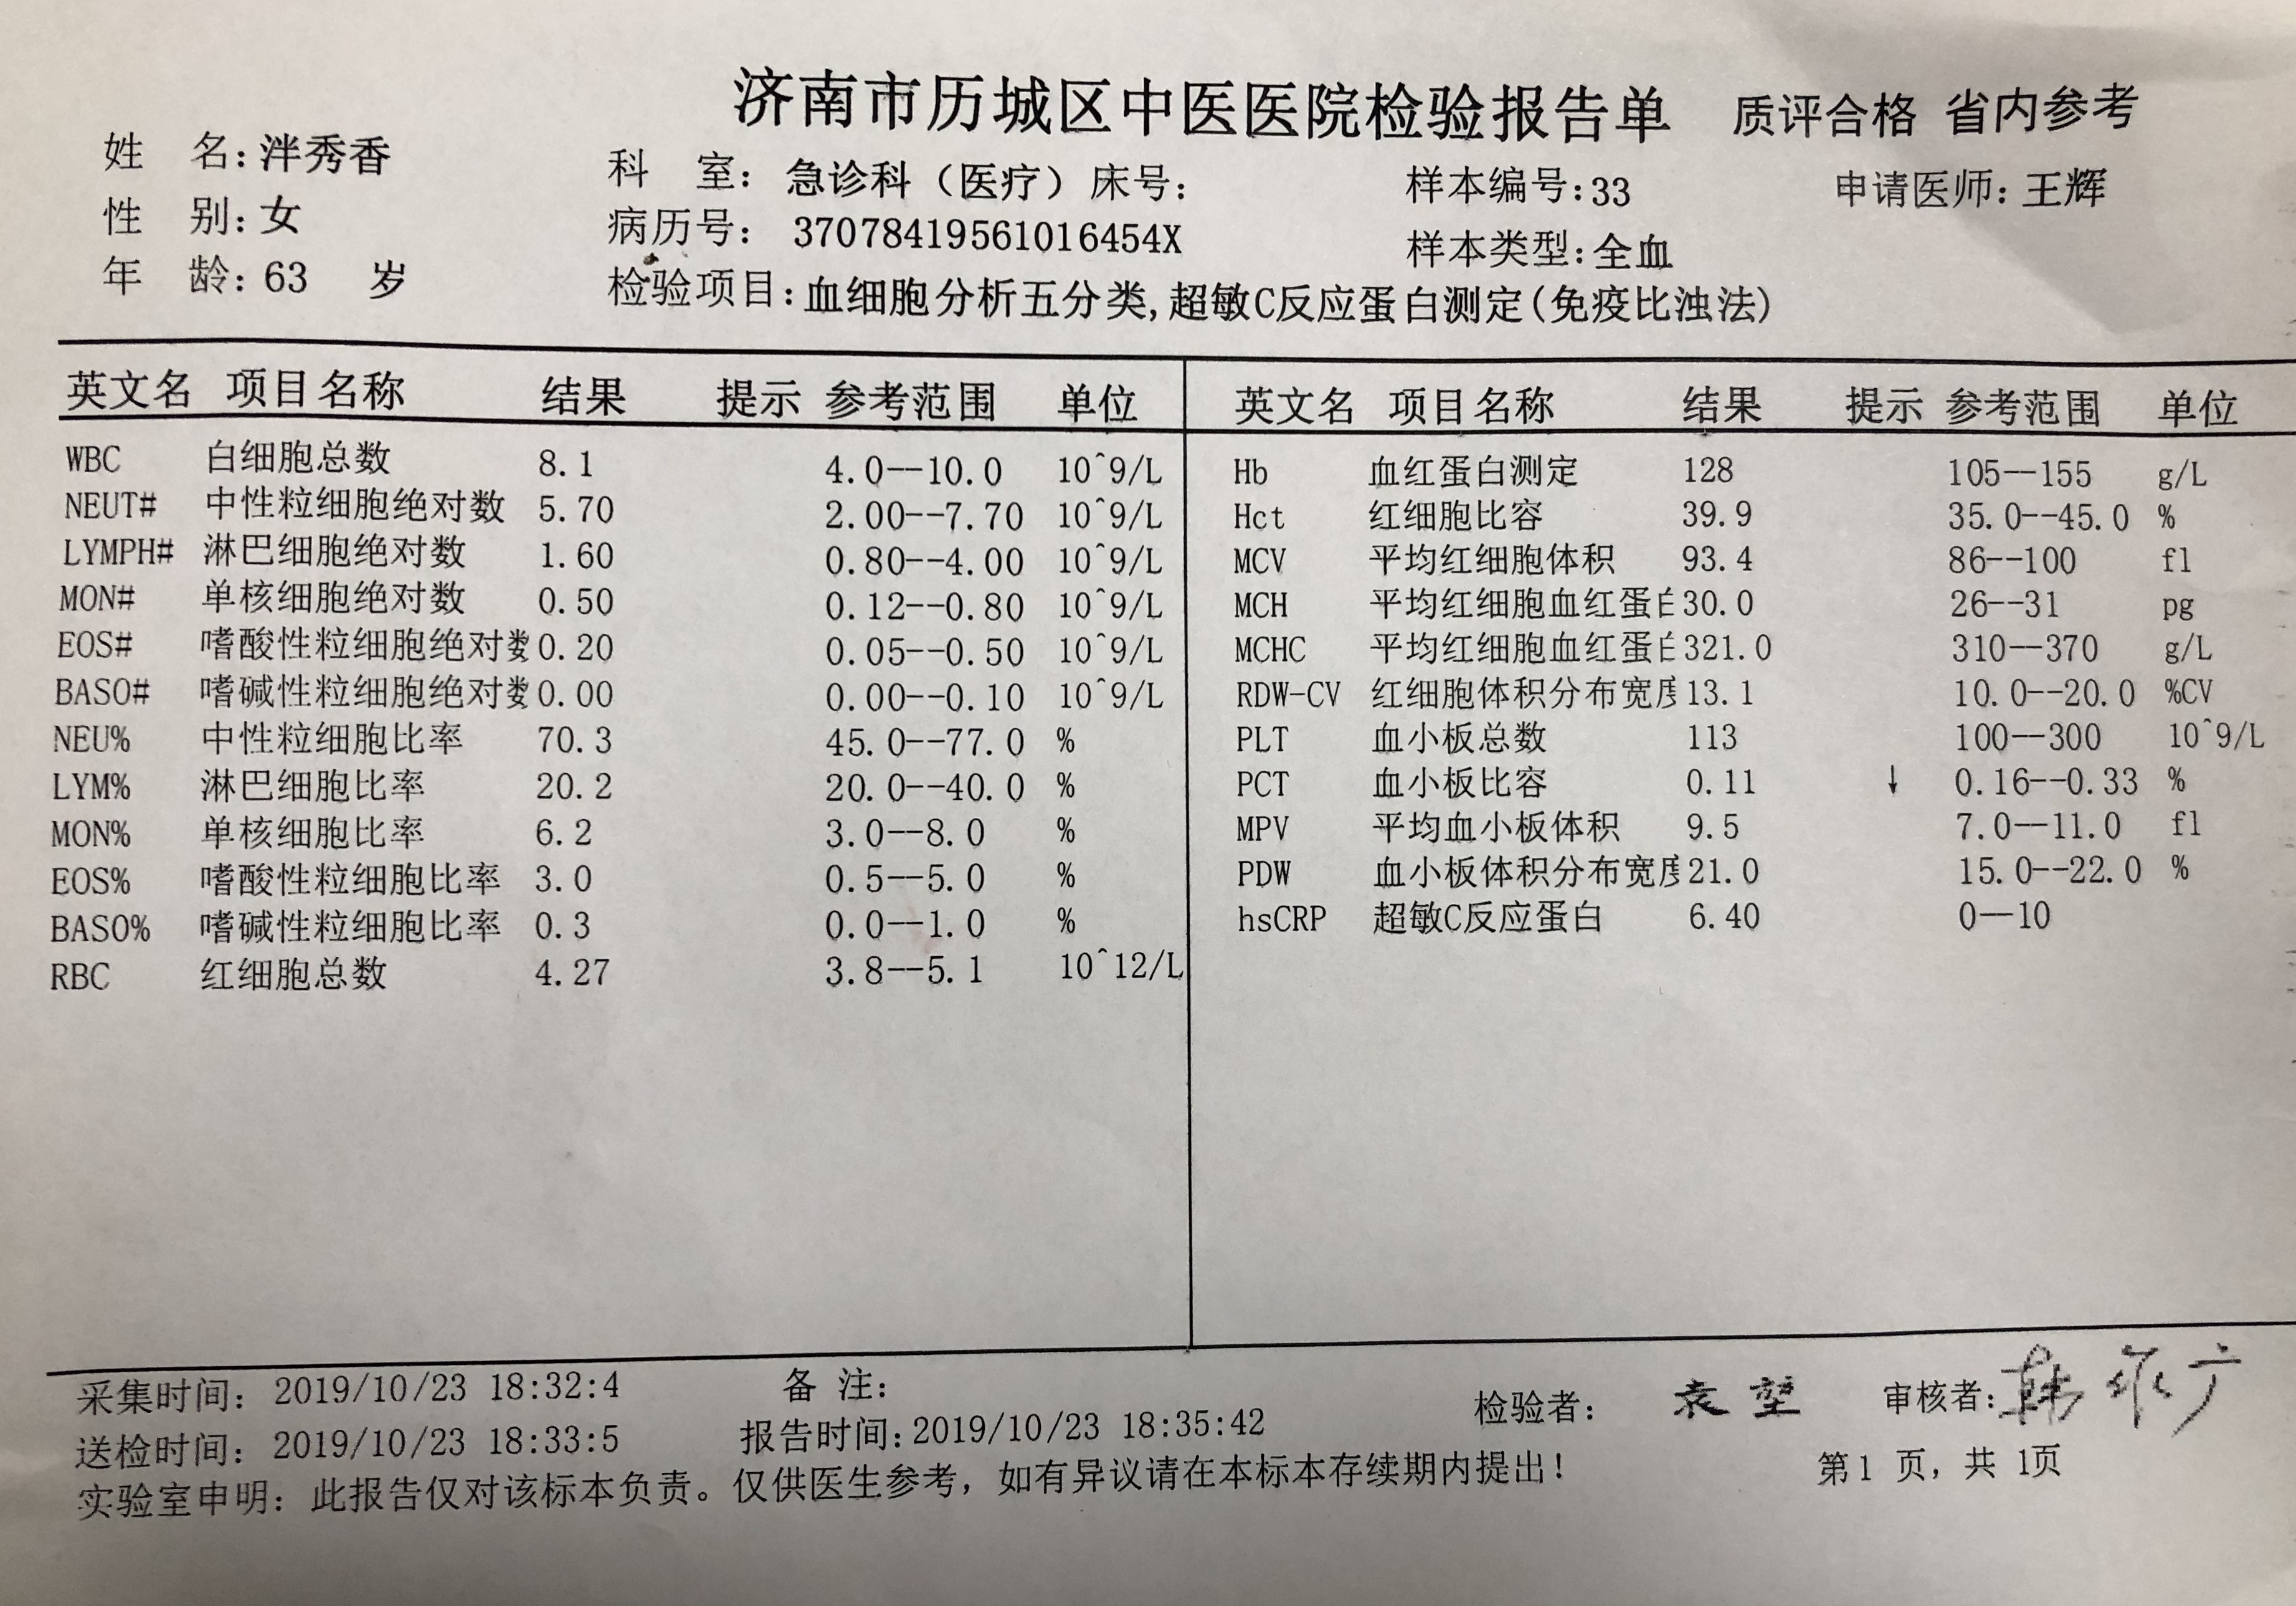 济南市历城区中医医院检验报告单 质评合格 省内参考
姓 名: 泮秀香 科 室: 急诊科（医疗） 床号: 样本编号:33 申请医师: 王辉
性 别: 女 病历号: 37078419561016454X 样本类型: 全血
年 龄: 63 岁 检验项目: 血细胞分析五分类, 超敏C反应蛋白测定(免疫比浊法)
英文名 项目名称 结果 提示 参考范围 单位
WBC 白细胞总数 8.1 4.0--10.0 10^9/L
NEUT# 中性粒细胞绝对数 5.70 2.00--7.70 10^9/L
LYMPH# 淋巴细胞绝对数 1.60 0.80--4.00 10^9/L
MON# 单核细胞绝对数 0.50 0.12--0.80 10^9/L
EOS# 嗜酸性粒细胞绝对数 0.20 0.05--0.50 10^9/L
BASO# 嗜碱性粒细胞绝对数 0.00 0.00--0.10 10^9/L
NEU% 中性粒细胞比率 70.3 45.0--77.0 %
LYM% 淋巴细胞比率 20.2 20.0--40.0 %
MON% 单核细胞比率 6.2 3.0--8.0 %
EOS% 嗜酸性粒细胞比率 3.0 0.5--5.0 %
BASO% 嗜碱性粒细胞比率 0.3 0.0--1.0 %
RBC 红细胞总数 4.27 3.8--5.1 10^12/L
英文名 项目名称 结果 提示 参考范围 单位
Hb 血红蛋白测定 128 105--155 g/L
Hct 红细胞比容 39.9 35.0--45.0 %
MCV 平均红细胞体积 93.4 86--100 fl
MCH 平均红细胞血红蛋白 30.0 26--31 pg
MCHC 平均红细胞血红蛋白 321.0 310--370 g/L
RDW-CV 红细胞体积分布宽度 13.1 10.0--20.0 %CV
PLT 血小板总数 113 100--300 10^9/L
PCT 血小板比容 0.11 ↓ 0.16--0.33 %
MPV 平均血小板体积 9.5 7.0--11.0 fl
PDW 血小板体积分布宽度 21.0 15.0--22.0 %
hsCRP 超敏C反应蛋白 6.40 0--10
采集时间: 2019/10/23 18:32:4 备 注:
送检时间: 2019/10/23 18:33:5 报告时间: 2019/10/23 18:35:42 检验者: 袁堃 审核者:
实验室申明: 此报告仅对该标本负责。仅供医生参考, 如有异议请在本标本存续期内提出! 第1 页, 共 1页